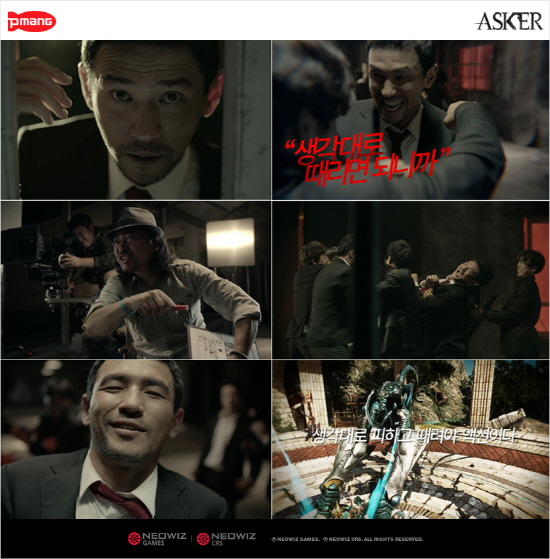 pmang
ASKER
“생각대로
때리면 되니까”
생각대로 피하고 때려야 액션이다
NEOWIZ
GAMES
NEOWIZ
CRS
NEOWIZ GAMES. NEOWIZ CRS. ALL RIGHTS RESERVED.